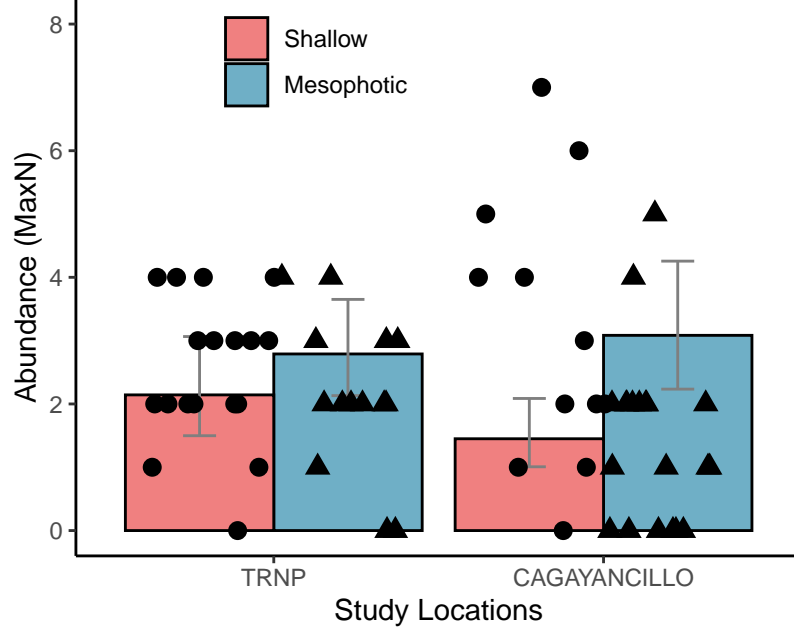 8
Shallow
Mesophotic
6
4
2
0
Abundance (MaxN)
TRNP
CAGAYANCILLO
Study Locations